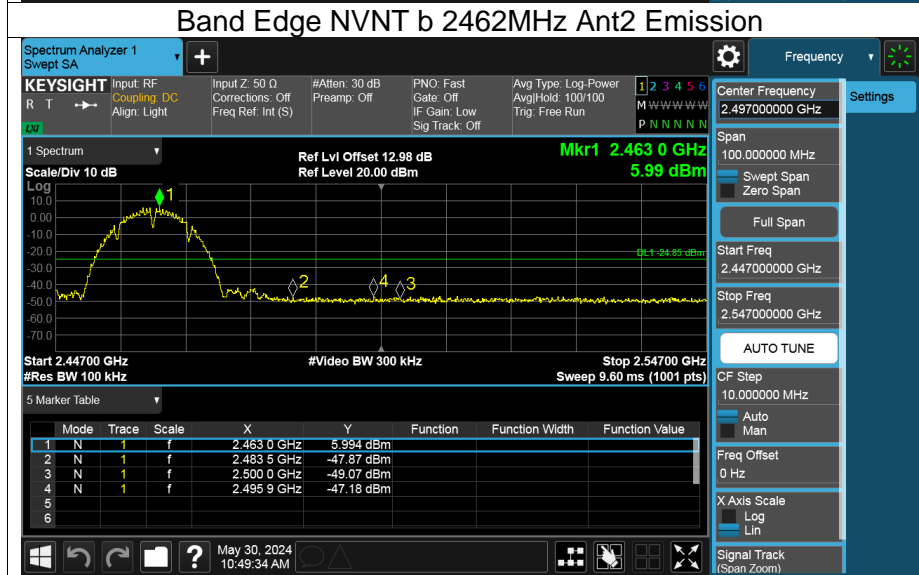 Band Edge NVNT b 2462MHz Ant2 Emission
Spectrum Analyzer 1
Swept SA
+
Frequency
KEYSIGHT
R T
LXI
Input: RF
Coupling: DC
Align: Light
Input Z: 50 Ω
Corrections: Off
Freq Ref: Int (S)
#Atten: 30 dB
Preamp: Off
PNO: Fast
Gate: Off
IF Gain: Low
Sig Track: Off
Avg Type: Log-Power
Avg|Hold: 100/100
Trig: Free Run
1 2 3 4 5 6
M W W W W W
P N N N N N
1 Spectrum
Scale/Div 10 dB
Ref Lvl Offset 12.98 dB
Ref Level 20.00 dBm
Mkr1 2.463 0 GHz
5.99 dBm
Log
10.0
0.00
-10.0
-20.0
-30.0
-40.0
-50.0
-60.0
-70.0
1
2
4
3
DL1 -24.85 dBm
Start 2.44700 GHz
#Res BW 100 kHz
#Video BW 300 kHz
Stop 2.54700 GHz
Sweep 9.60 ms (1001 pts)
5 Marker Table
Mode Trace Scale X Y Function Function Width Function Value
1 N 1 f 2.463 0 GHz 5.994 dBm
2 N 1 f 2.483 5 GHz -47.87 dBm
3 N 1 f 2.500 0 GHz -49.07 dBm
4 N 1 f 2.495 9 GHz -47.18 dBm
5
6
?
May 30, 2024
10:49:34 AM
Center Frequency
2.497000000 GHz
Settings
Span
100.000000 MHz
Swept Span
Zero Span
Full Span
Start Freq
2.447000000 GHz
Stop Freq
2.547000000 GHz
AUTO TUNE
CF Step
10.000000 MHz
Auto
Man
Freq Offset
0 Hz
X Axis Scale
Log
Lin
Signal Track
(Span Zoom)